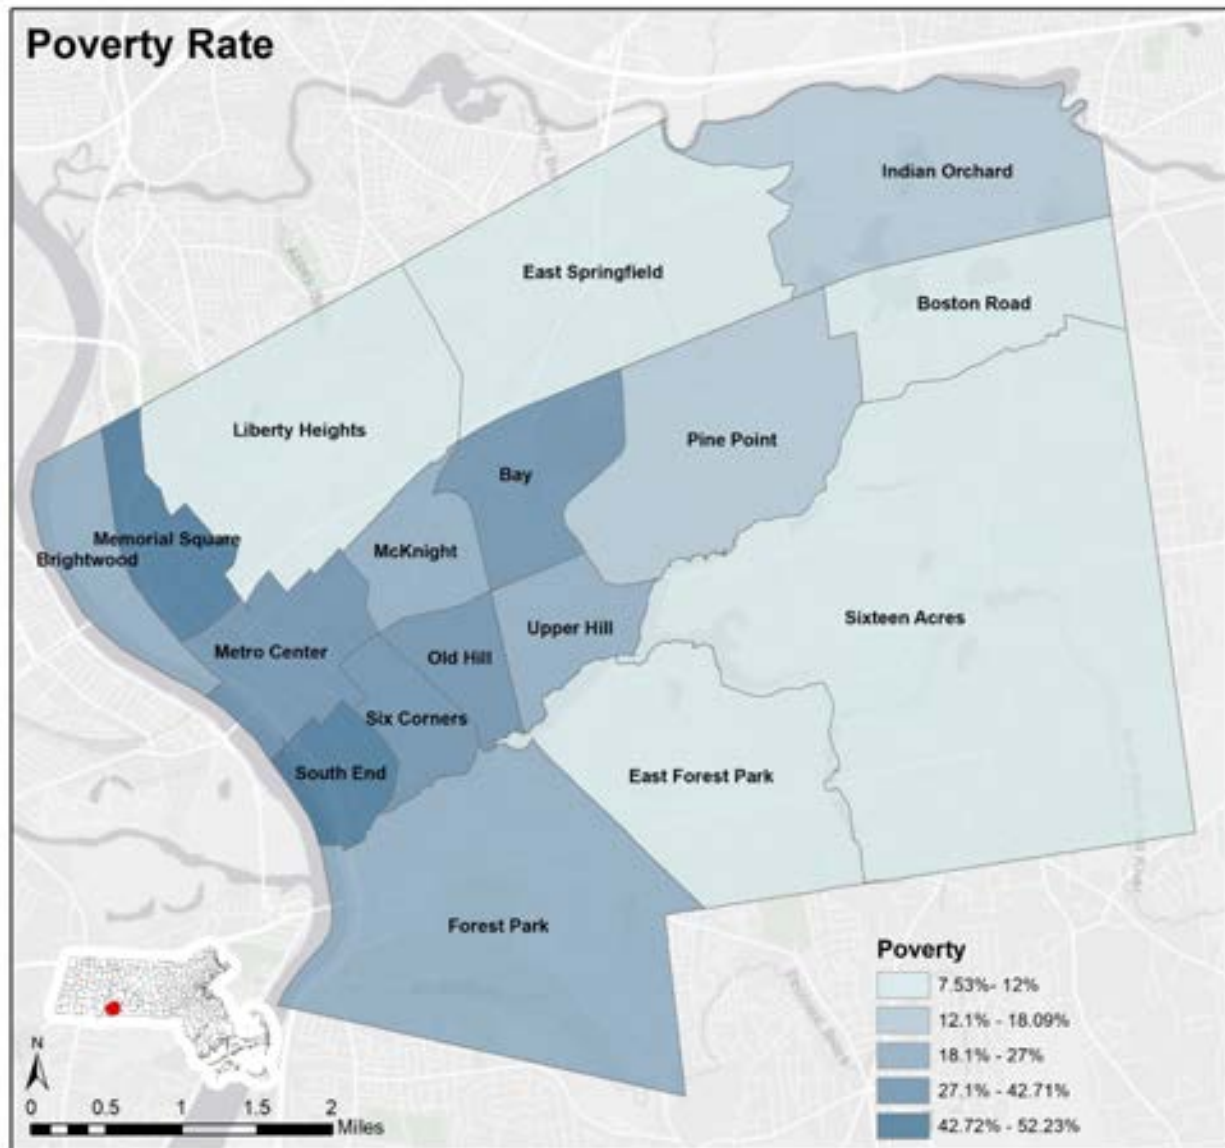 Poverty Rate
Indian Orchard
East Springfield
Boston Road
Liberty Heights
Pine Point
Bay
Memorial Square
McKnight
Brightwood
Sixteen Acres
Upper Hill
Metro Center
Old Hill
Six Corners
South End
East Forest Park
Forest Park
Poverty
7.53%- 12%
12.1% - 18.09%
18.1% - 27%
27.1% - 42.71%
42.72% - 52.23%
N
0 0.5 1 1.5 2
Miles